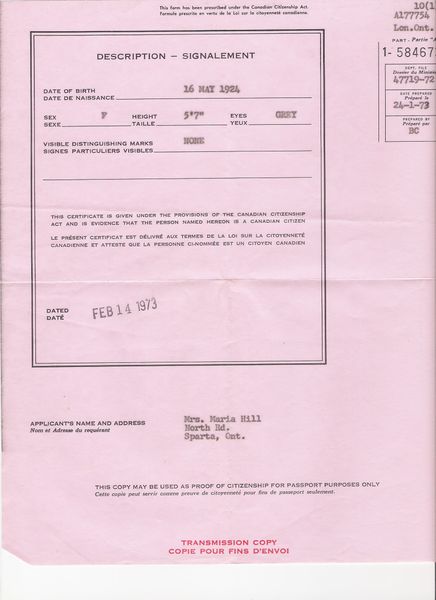 This form has been prescribed under the Canadian Citizenship Act.
Formule prescrite en vertu de la Loi sur la citoyenneté canadienne.
10(1
A177754
Lon.Ont.
PART - Partie "A
1- 584673
DEPT. FILE
Dossier du Ministère
47719-72
DATE PREPARED
Préparé le
24-1-73
PREPARED BY
Préparé par
BC
DESCRIPTION – SIGNALEMENT
DATE OF BIRTH 16 MAY 1924
DATE DE NAISSANCE
SEX F HEIGHT 5'7" EYES GREY
SEXE TAILLE YEUX
VISIBLE DISTINGUISHING MARKS NONE
SIGNES PARTICULIERS VISIBLES
THIS CERTIFICATE IS GIVEN UNDER THE PROVISIONS OF THE CANADIAN CITIZENSHIP
ACT AND IS EVIDENCE THAT THE PERSON NAMED HEREON IS A CANADIAN CITIZEN
LE PRÉSENT CERTIFICAT EST DÉLIVRÉ AUX TERMES DE LA LOI SUR LA CITOYENNETÉ
CANADIENNE ET ATTESTE QUE LA PERSONNE CI-NOMMÉE EST UN CITOYEN CANADIEN
DATED
DATÉ
FEB 14 1973
APPLICANT'S NAME AND ADDRESS
Nom et Adresse du requérant
Mrs. Maria Hill
North Rd.
Sparta, Ont.
THIS COPY MAY BE USED AS PROOF OF CITIZENSHIP FOR PASSPORT PURPOSES ONLY
Cette copie peut servir comme preuve de citoyenneté pour fins de passeport seulement.
TRANSMISSION COPY
COPIE POUR FINS D'ENVOI